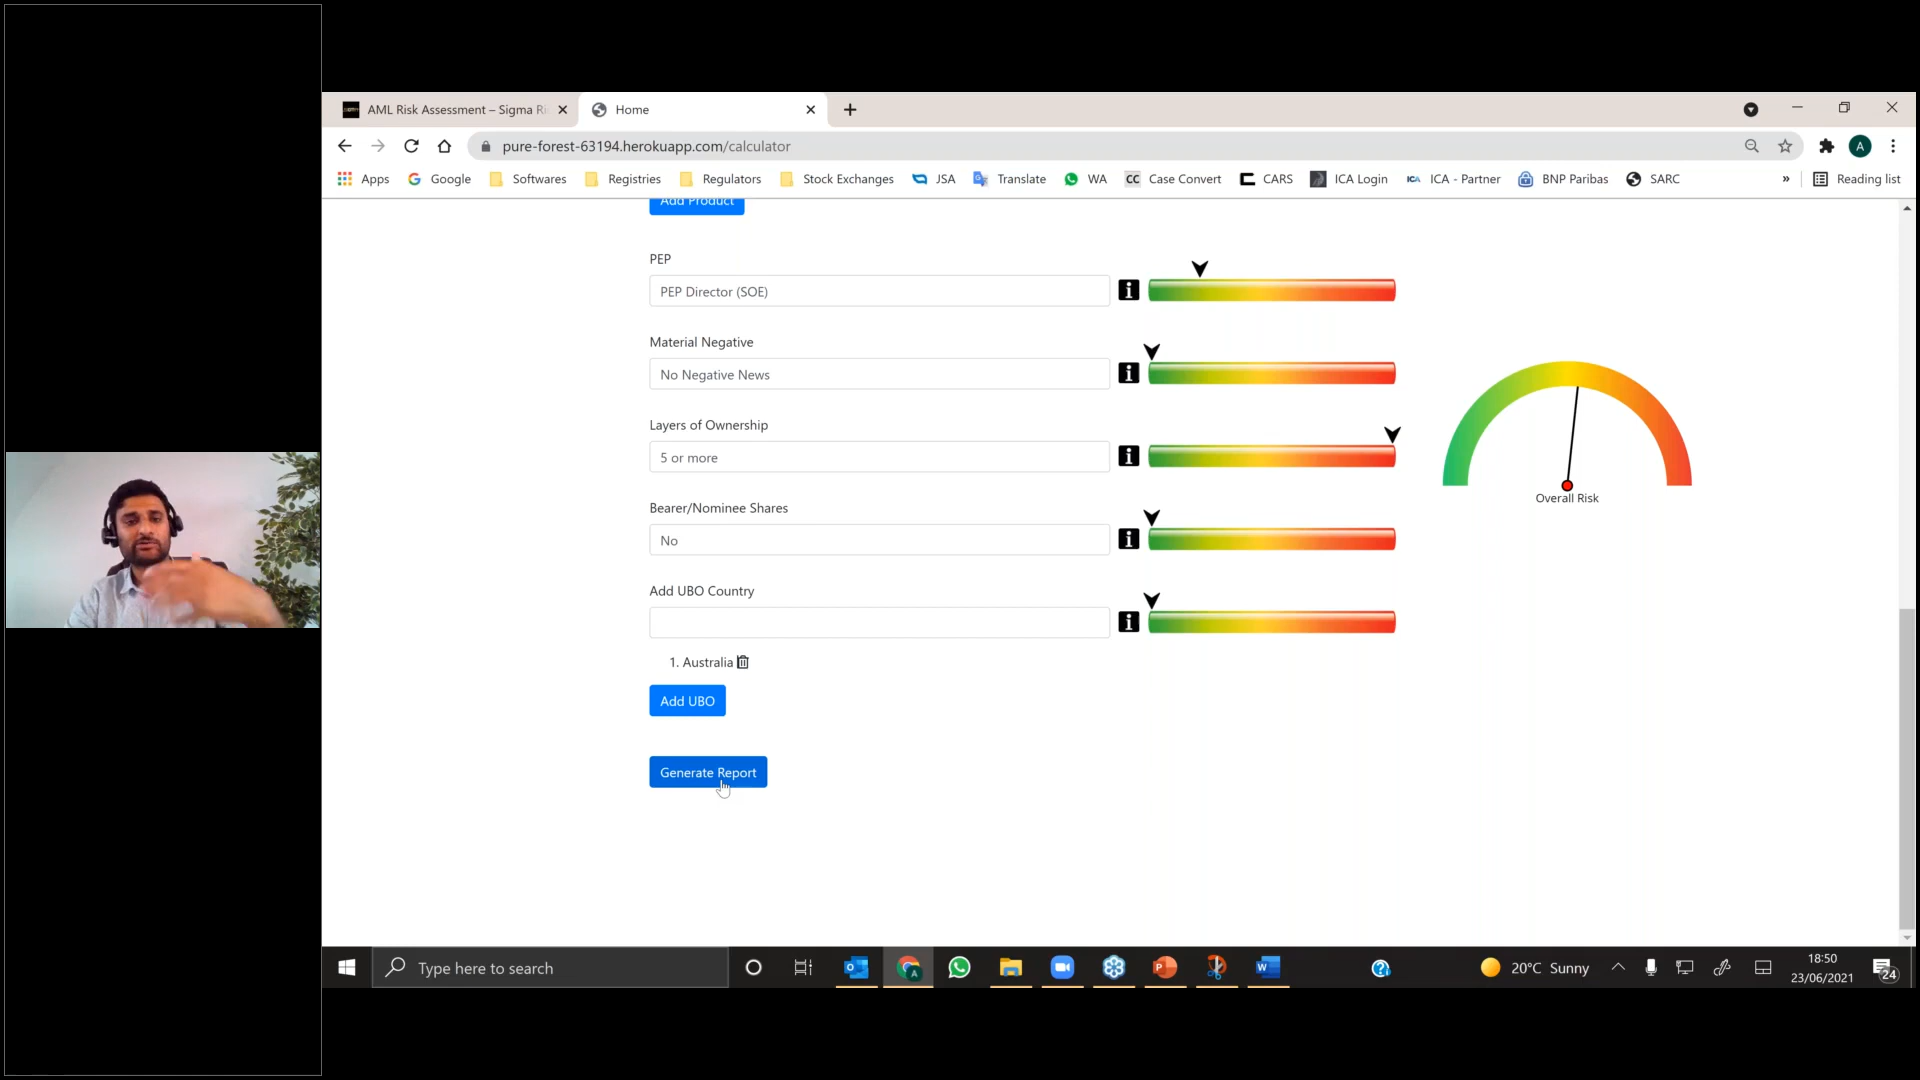 AML Risk Assessment – Sigma Ri
Home
pure-forest-63194.herokuapp.com/calculator
A
Apps
Google
Softwares
Registries
Regulators
Stock Exchanges
JSA
Translate
WA
CC Case Convert
CARS
ICA Login
ICA ICA - Partner
BNP Paribas
SARC
»
Reading list
Add Product
PEP
PEP Director (SOE)
Material Negative
No Negative News
Layers of Ownership
5 or more
Overall Risk
Bearer/Nominee Shares
No
Add UBO Country
1. Australia
Add UBO
Generate Report
Type here to search
20°C Sunny
18:50
23/06/2021
24